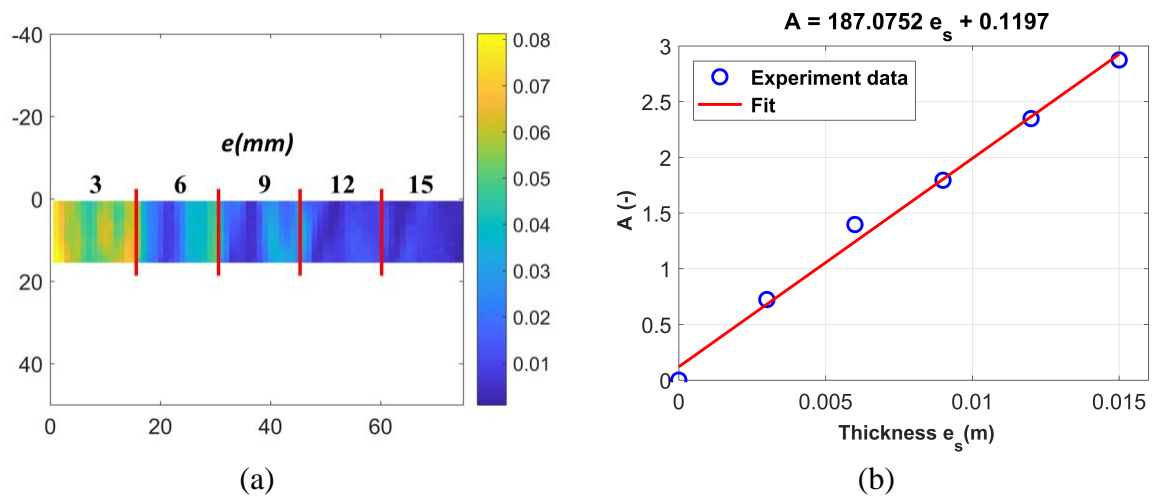 -40
-20
0
20
40
0
20
40
60
e(mm)
3 6 9 12 15
0.08
0.07
0.06
0.05
0.04
0.03
0.02
0.01
(a)
A = 187.0752 e_s + 0.1197
Experiment data
Fit
A (-)
3
2.5
2
1.5
1
0.5
0
0 0.005 0.01 0.015
Thickness e_s(m)
(b)